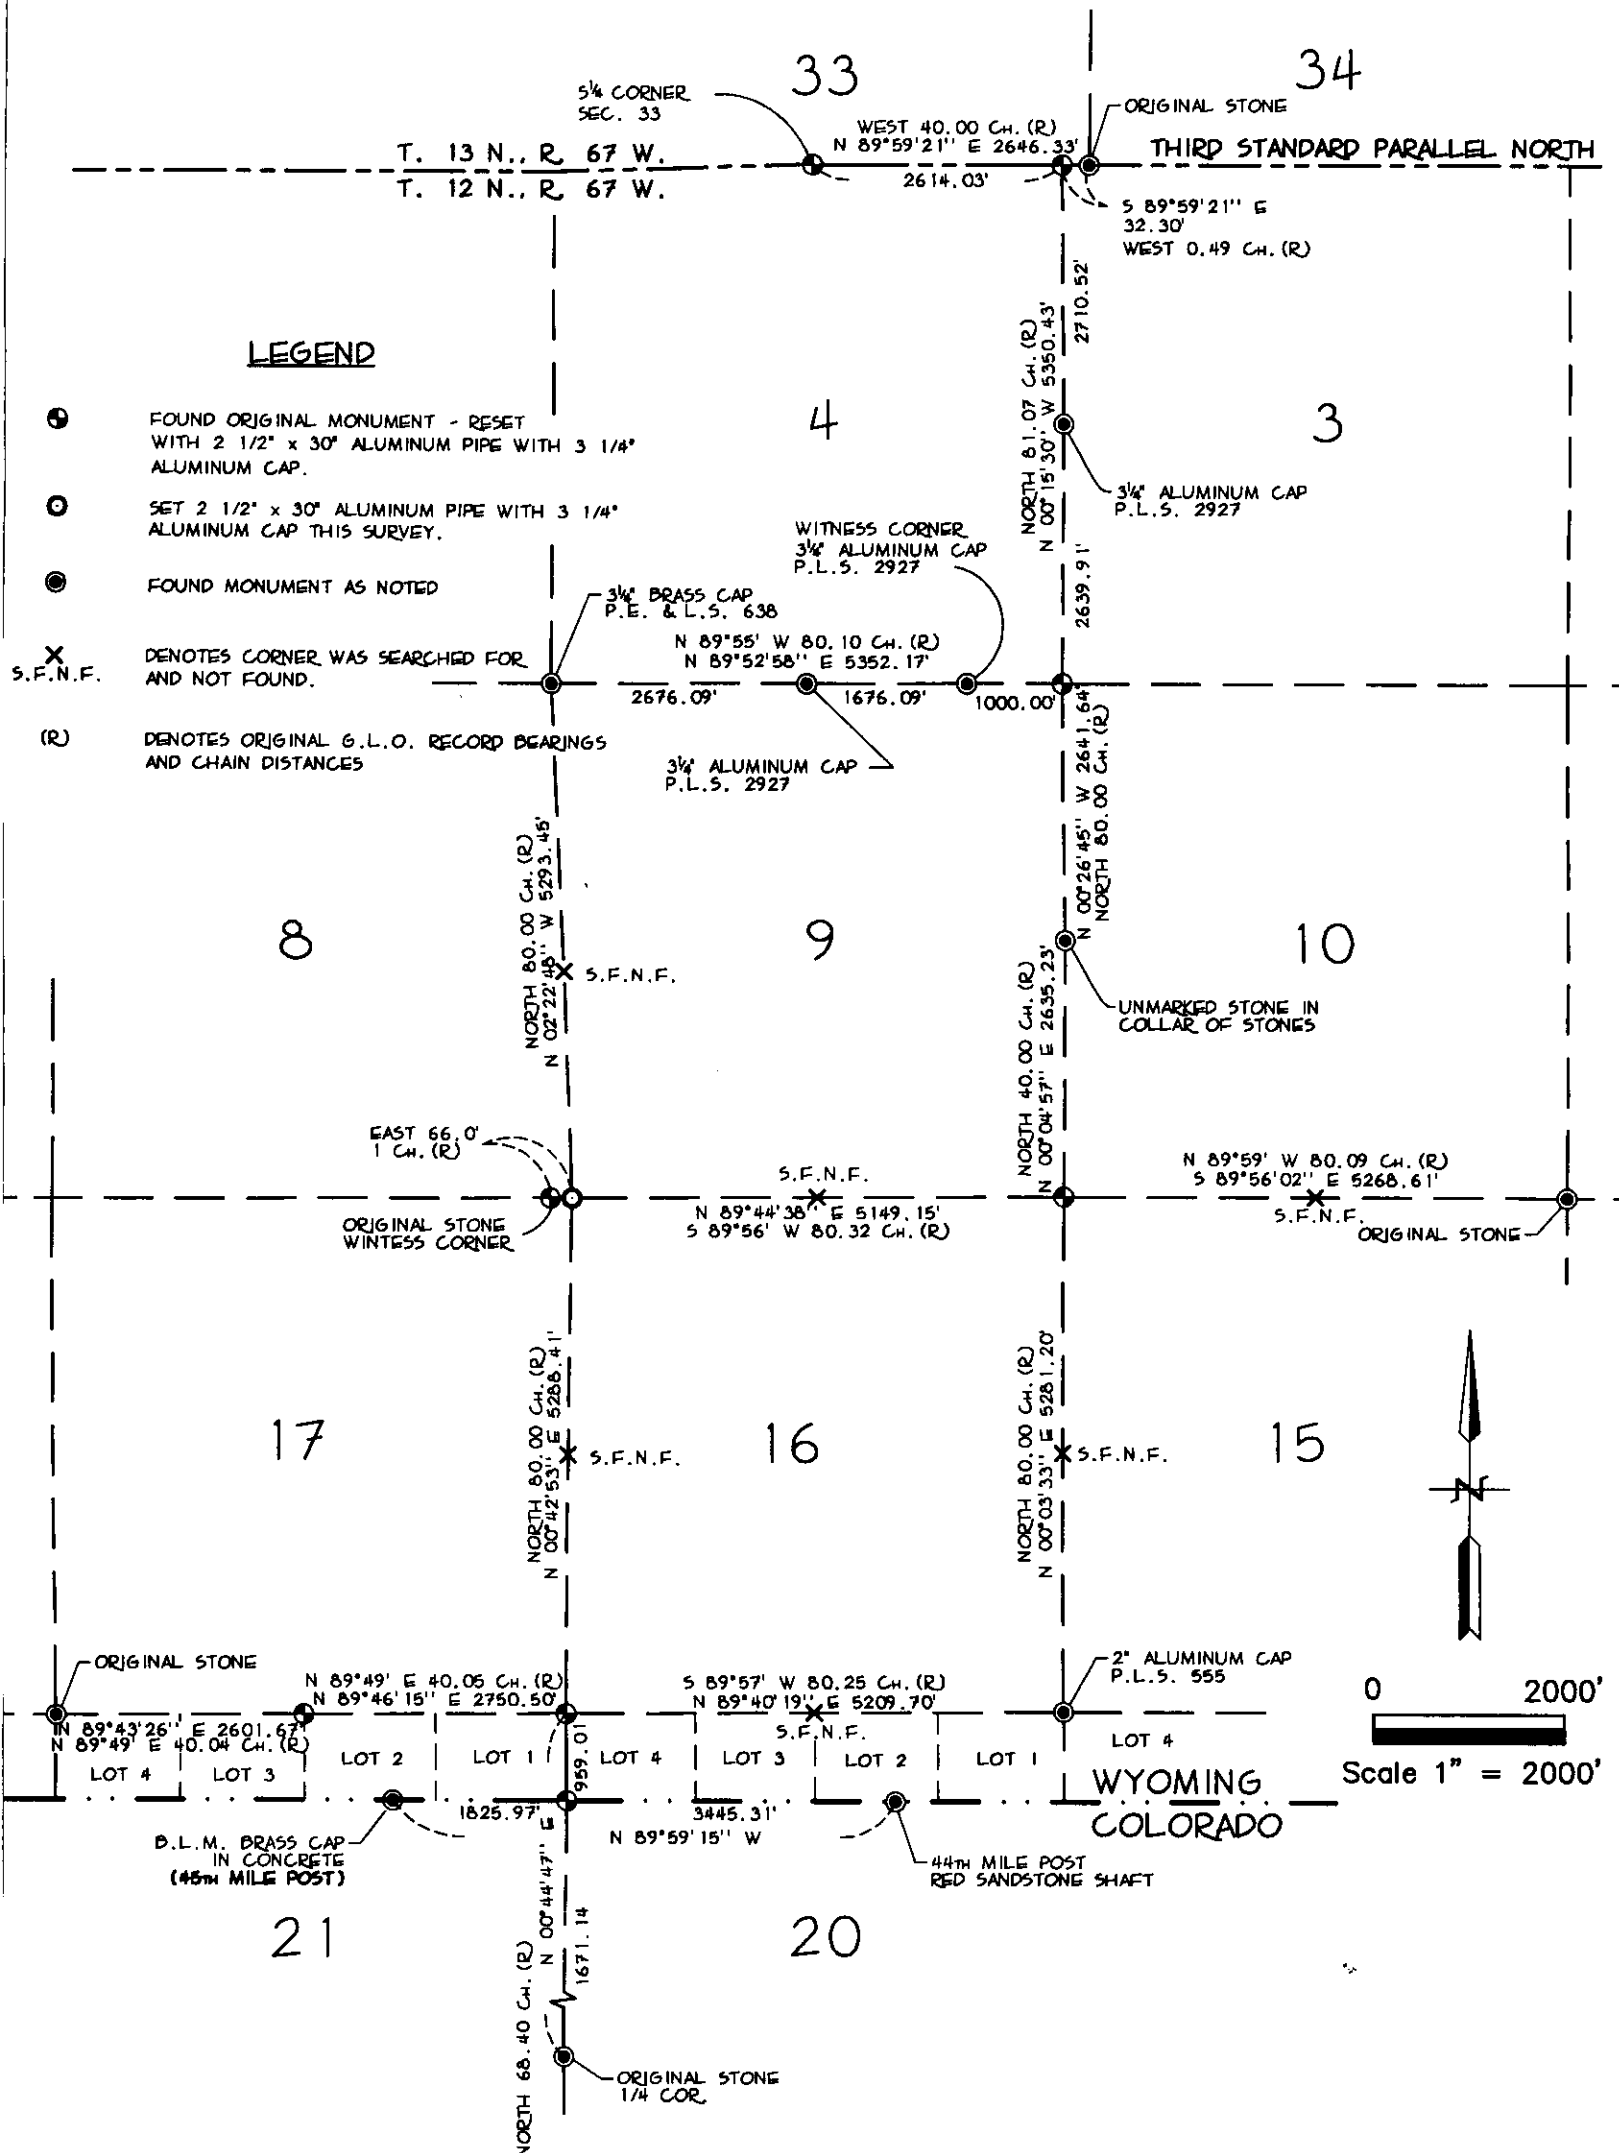 33
34
5¼ CORNER
SEC. 33
ORIGINAL STONE
WEST 40.00 CH. (R)
N 89°59'21" E 2646.33'
T. 13 N., R. 67 W.
THIRD STANDARD PARALLEL NORTH
2614.03'
T. 12 N., R. 67 W.
S 89°59'21" E
32.30'
WEST 0.49 CH. (R)
2710.52'
NORTH 81.07 CH. (R)
N 00°15'30" W 5350.43'
LEGEND
FOUND ORIGINAL MONUMENT - RESET
WITH 2 1/2" x 30" ALUMINUM PIPE WITH 3 1/4"
ALUMINUM CAP.
SET 2 1/2" x 30" ALUMINUM PIPE WITH 3 1/4"
ALUMINUM CAP THIS SURVEY.
FOUND MONUMENT AS NOTED
X
S.F.N.F.
DENOTES CORNER WAS SEARCHED FOR
AND NOT FOUND.
(R)
DENOTES ORIGINAL G.L.O. RECORD BEARINGS
AND CHAIN DISTANCES
4
3
3¼" ALUMINUM CAP
P.L.S. 2927
WITNESS CORNER
3¼" ALUMINUM CAP
P.L.S. 2927
2639.91'
3¼" BRASS CAP
P.E. & L.S. 638
N 89°55' W 80.10 CH. (R)
N 89°52'58" E 5352.17'
2676.09'
1676.09'
1000.00'
3¼" ALUMINUM CAP
P.L.S. 2927
N 00°26'45" W 2641.64'
NORTH 80.00 CH. (R)
NORTH 80.00 CH. (R)
N 02°22'48" W 5293.45'
8
9
10
S.F.N.F.
UNMARKED STONE IN
COLLAR OF STONES
NORTH 40.00 CH. (R)
N 00°04'57" E 2635.23'
EAST 66.0'
1 CH. (R)
S.F.N.F.
N 89°59' W 80.09 CH. (R)
S 89°56'02" E 5268.61'
ORIGINAL STONE
WINTESS CORNER
N 89°44'38" E 5149.15'
S 89°56' W 80.32 CH. (R)
S.F.N.F.
ORIGINAL STONE
NORTH 80.00 CH. (R)
N 00°42'53" E 5288.41'
NORTH 80.00 CH. (R)
N 00°03'33" E 5281.20'
17
16
15
S.F.N.F.
S.F.N.F.
N
ORIGINAL STONE
N 89°49' E 40.05 CH. (R)
N 89°46'15" E 2750.50'
S 89°57' W 80.25 CH. (R)
N 89°40'19" E 5209.70'
2" ALUMINUM CAP
P.L.S. 555
0 2000'
N 89°43'26" E 2601.67'
N 89°49' E 40.04 CH. (R)
S.F.N.F.
LOT 4
LOT 3
LOT 2
LOT 1
959.01
LOT 4
LOT 3
LOT 2
LOT 1
LOT 4
Scale 1" = 2000'
WYOMING
COLORADO
1825.97'
3445.31'
N 89°59'15" W
B.L.M. BRASS CAP
IN CONCRETE
(45TH MILE POST)
44TH MILE POST
RED SANDSTONE SHAFT
21
20
N 00°44'47" E
1671.14
NORTH 68.40 CH. (R)
ORIGINAL STONE
1/4 COR.